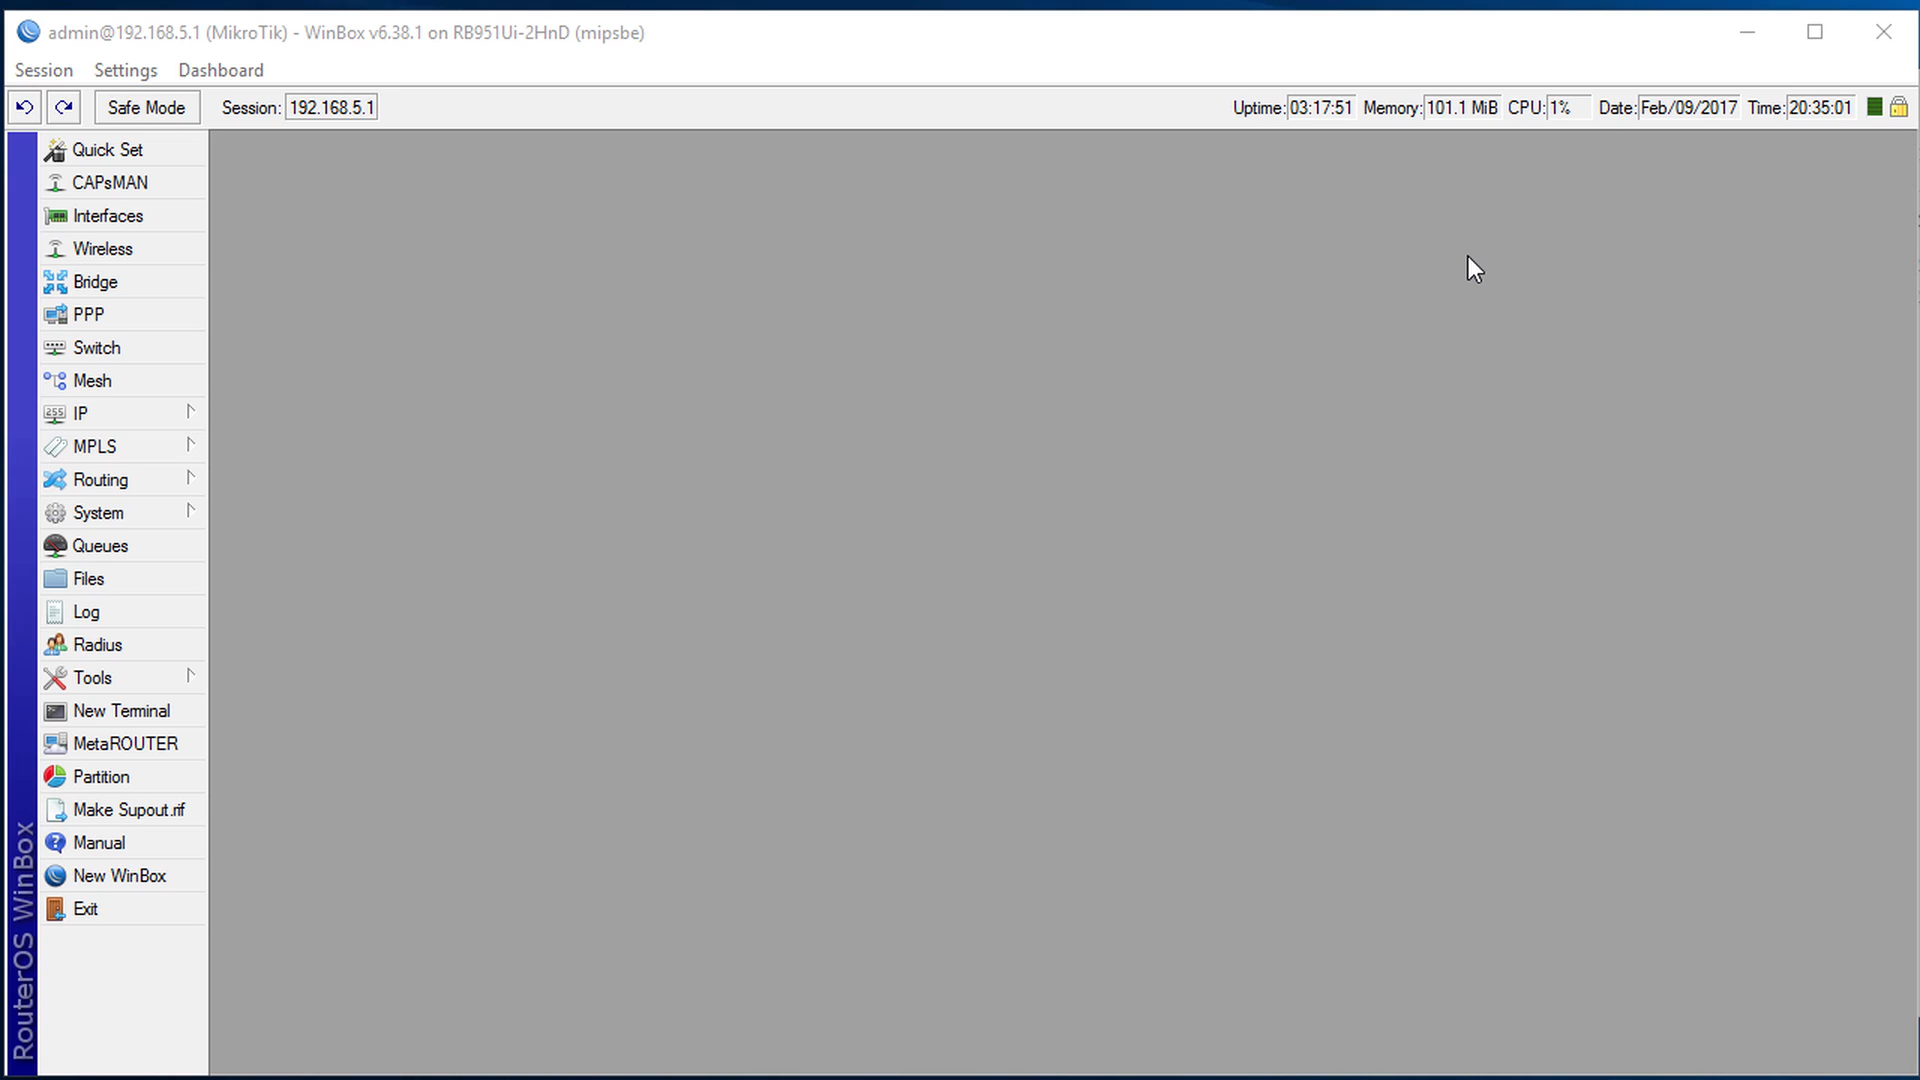 admin@192.168.5.1 (MikroTik) - WinBox v6.38.1 on RB951Ui-2HnD (mipsbe)
Session Settings Dashboard
Safe Mode Session: 192.168.5.1 Uptime: 03:17:51 Memory: 101.1 MiB CPU: 1% Date: Feb/09/2017 Time: 20:35:01
Quick Set
CAPsMAN
Interfaces
Wireless
Bridge
PPP
Switch
Mesh
255 IP
MPLS
Routing
System
Queues
Files
Log
Radius
Tools
New Terminal
MetaROUTER
Partition
Make Supout.rif
Manual
New WinBox
Exit
RouterOS WinBox